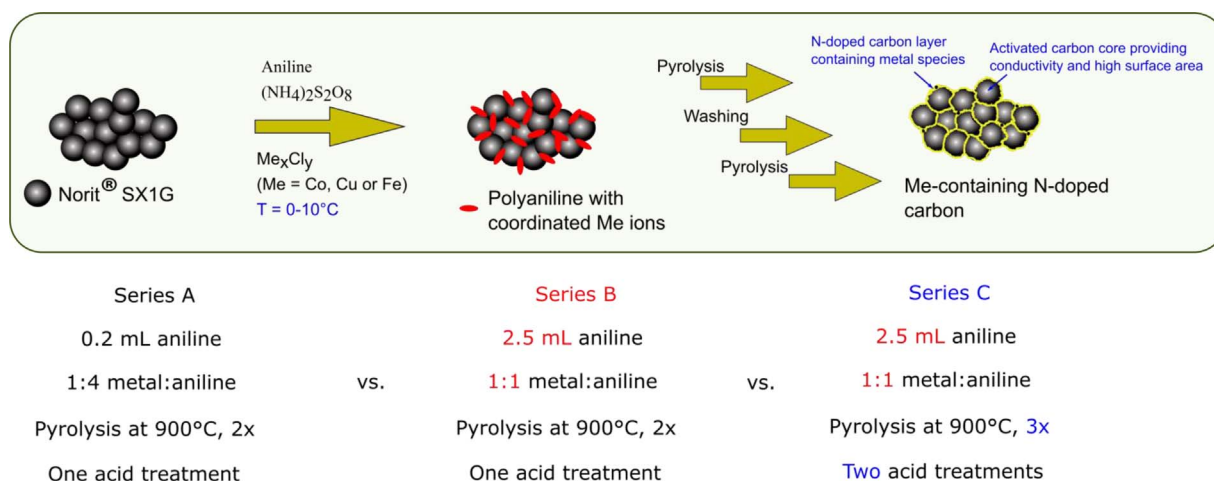 Norit® SX1G
Aniline
(NH4)2S2O8
MexCly
(Me = Co, Cu or Fe)
T = 0-10°C
Polyaniline with
coordinated Me ions
Pyrolysis
Washing
Pyrolysis
N-doped carbon layer
containing metal species
Activated carbon core providing
conductivity and high surface area
Me-containing N-doped
carbon
Series A
0.2 mL aniline
1:4 metal:aniline
Pyrolysis at 900°C, 2x
One acid treatment
vs.
Series B
2.5 mL aniline
1:1 metal:aniline
Pyrolysis at 900°C, 2x
One acid treatment
vs.
Series C
2.5 mL aniline
1:1 metal:aniline
Pyrolysis at 900°C, 3x
Two acid treatments